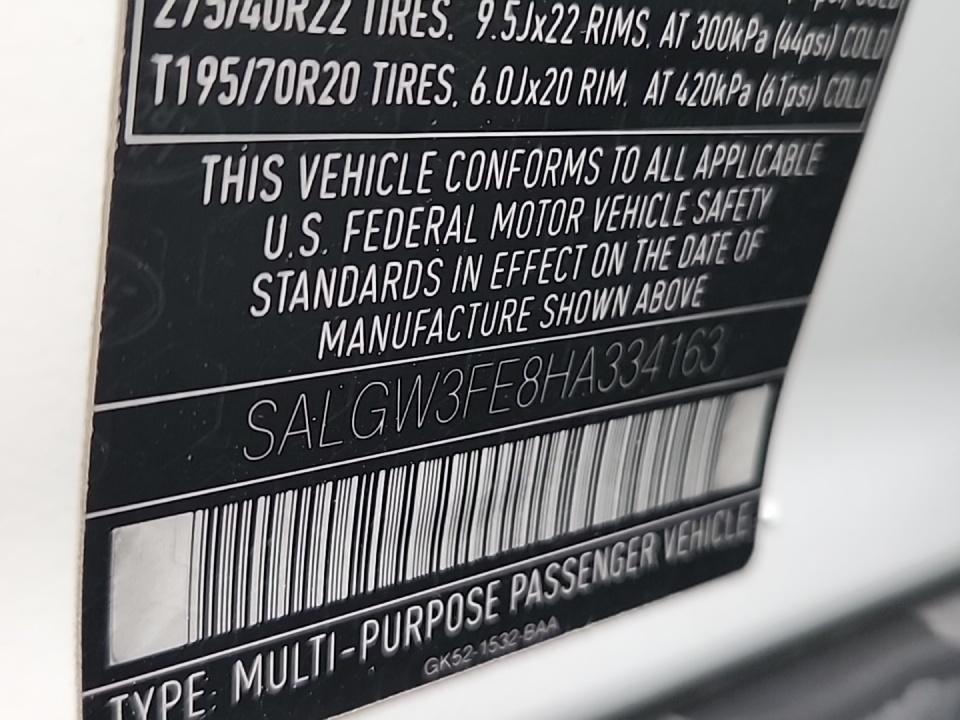 275/40R22 TIRES, 9.5Jx22 RIMS, AT 300kPa (44psi) COLD
T195/70R20 TIRES, 6.0Jx20 RIM, AT 420kPa (61psi) COLD
THIS VEHICLE CONFORMS TO ALL APPLICABLE
U.S. FEDERAL MOTOR VEHICLE SAFETY
STANDARDS IN EFFECT ON THE DATE OF
MANUFACTURE SHOWN ABOVE
SALGW3FE8HA334163
TYPE: MULTI-PURPOSE PASSENGER VEHICLE
GK52-1532-BAA